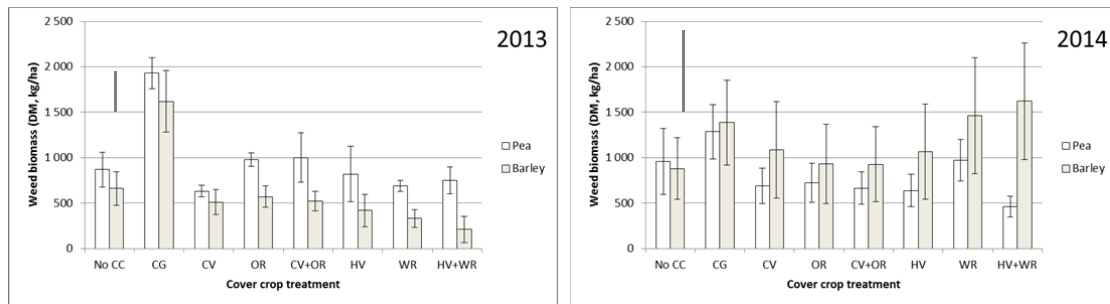 2013
Weed biomass (DM, kg/ha)
2 500
2 000
1 500
1 000
500
0
No CC CG CV OR CV+OR HV WR HV+WR
Cover crop treatment
Pea
Barley
2014
Weed biomass (DM, kg/ha)
2 500
2 000
1 500
1 000
500
0
No CC CG CV OR CV+OR HV WR HV+WR
Cover crop treatment
Pea
Barley